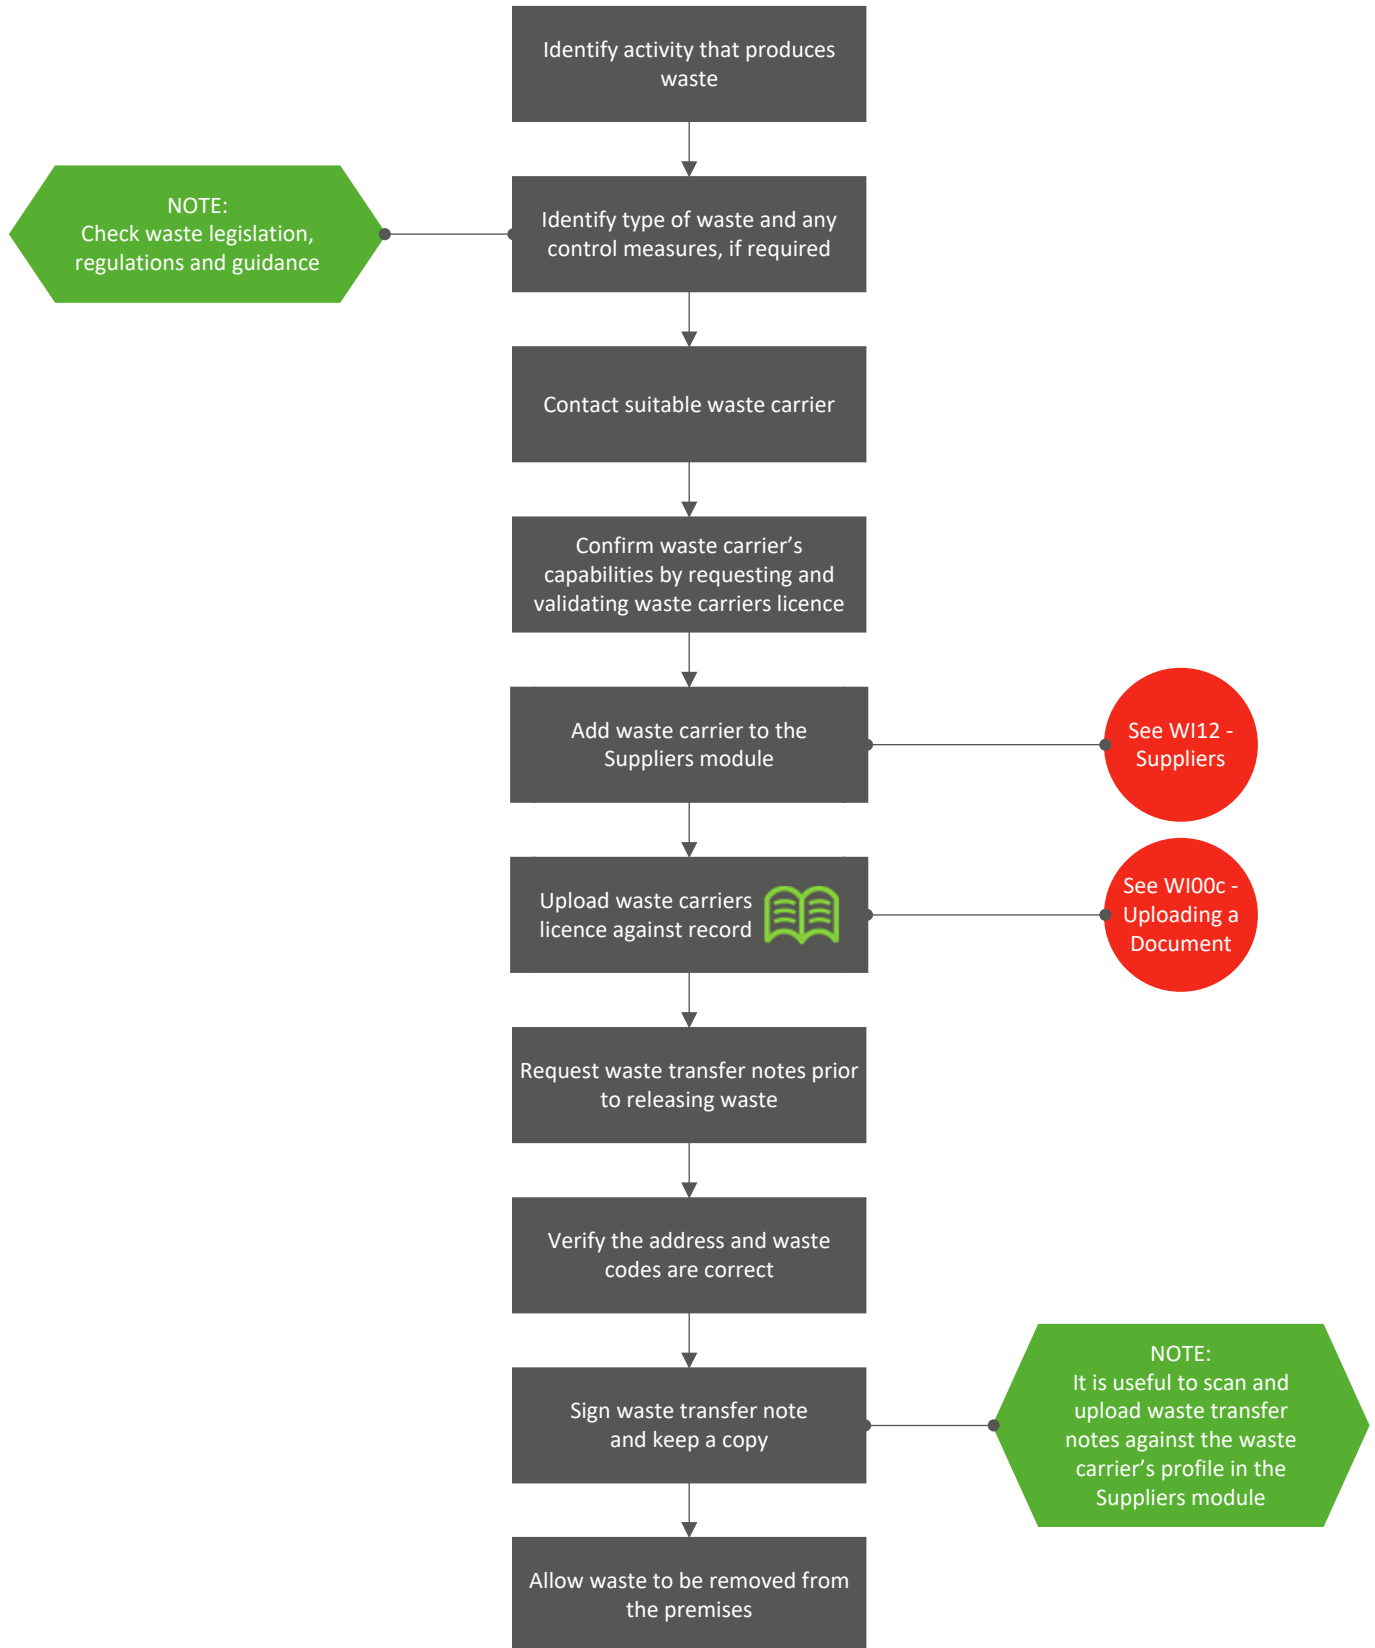 Identify activity that produces
waste
NOTE:
Check waste legislation,
regulations and guidance
Identify type of waste and any
control measures, if required
Contact suitable waste carrier
Confirm waste carrier’s
capabilities by requesting and
validating waste carriers licence
Add waste carrier to the
Suppliers module
See WI12 -
Suppliers
Upload waste carriers
licence against record
See WI00c -
Uploading a
Document
Request waste transfer notes prior
to releasing waste
Verify the address and waste
codes are correct
Sign waste transfer note
and keep a copy
NOTE:
It is useful to scan and
upload waste transfer
notes against the waste
carrier’s profile in the
Suppliers module
Allow waste to be removed from
the premises